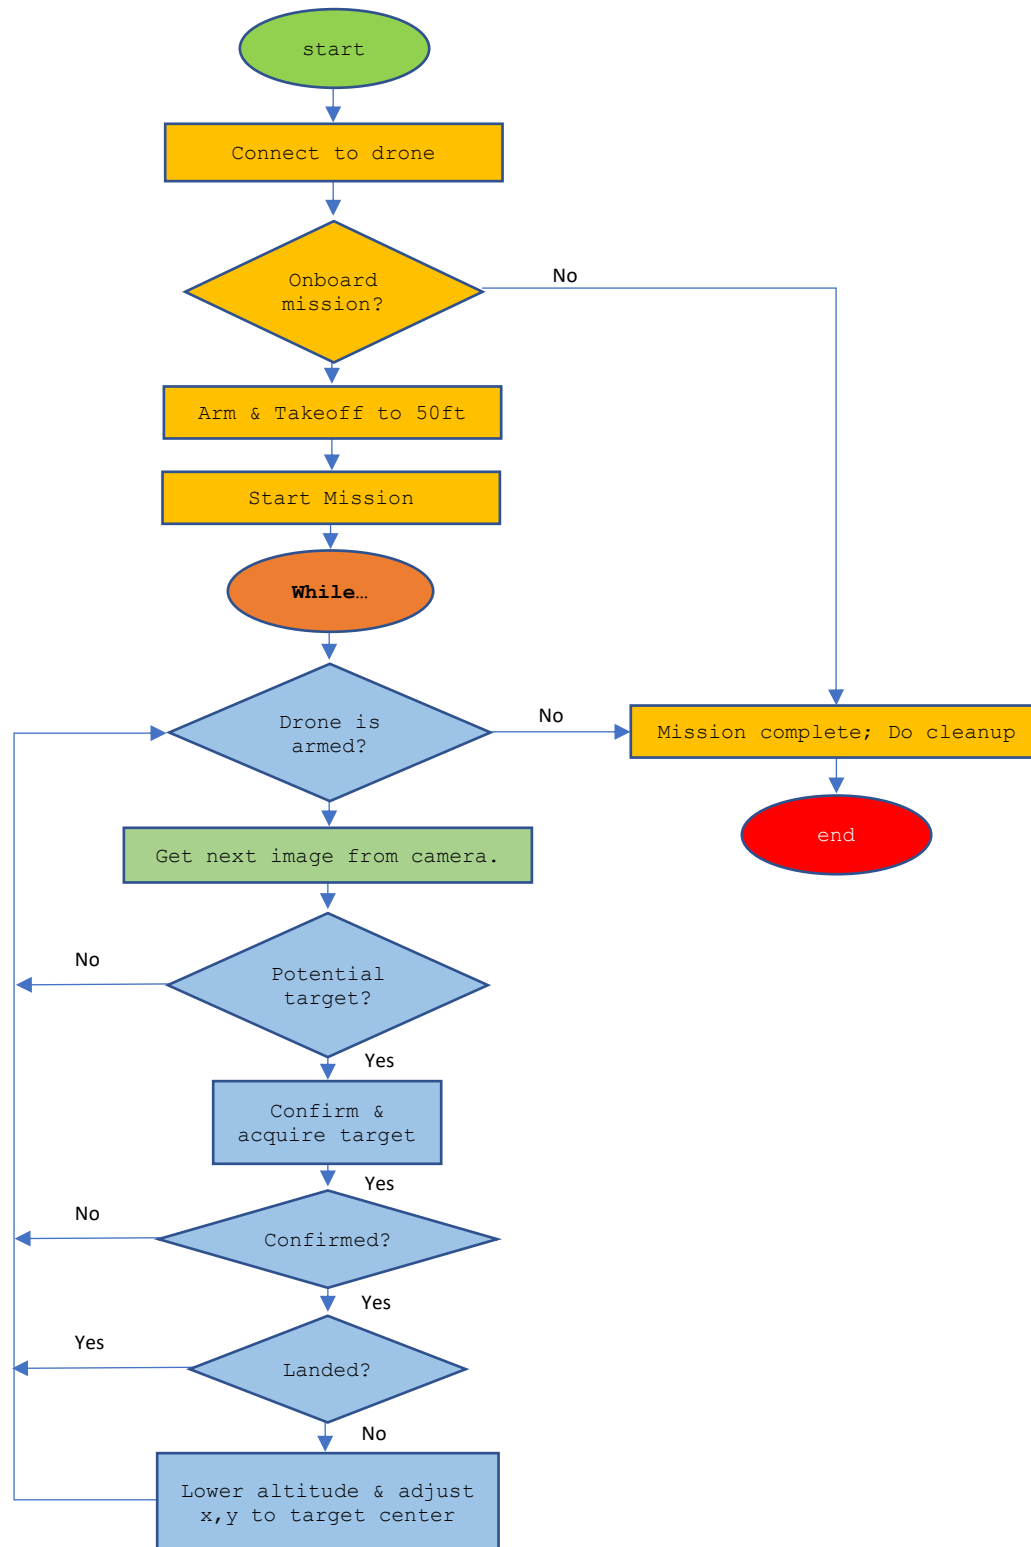 start
Connect to drone
Onboard
mission?
No
Arm & Takeoff to 50ft
Start Mission
While…
Drone is
armed?
No
Mission complete; Do cleanup
end
Get next image from camera.
Potential
target?
No
Yes
Confirm &
acquire target
Yes
No
Confirmed?
Yes
Yes
Landed?
No
Lower altitude & adjust
x,y to target center